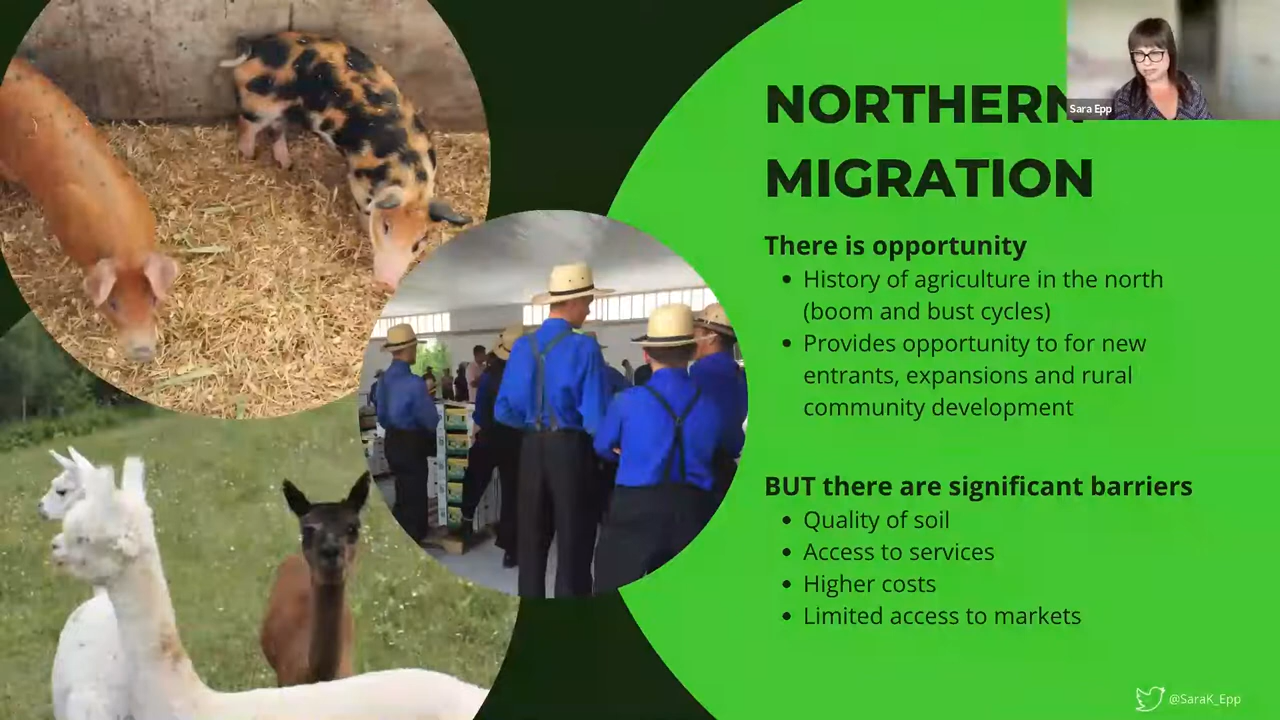 NORTHERN
MIGRATION
Sara Epp
There is opportunity
• History of agriculture in the north
(boom and bust cycles)
• Provides opportunity to for new
entrants, expansions and rural
community development
BUT there are significant barriers
• Quality of soil
• Access to services
• Higher costs
• Limited access to markets
@SaraK_Epp